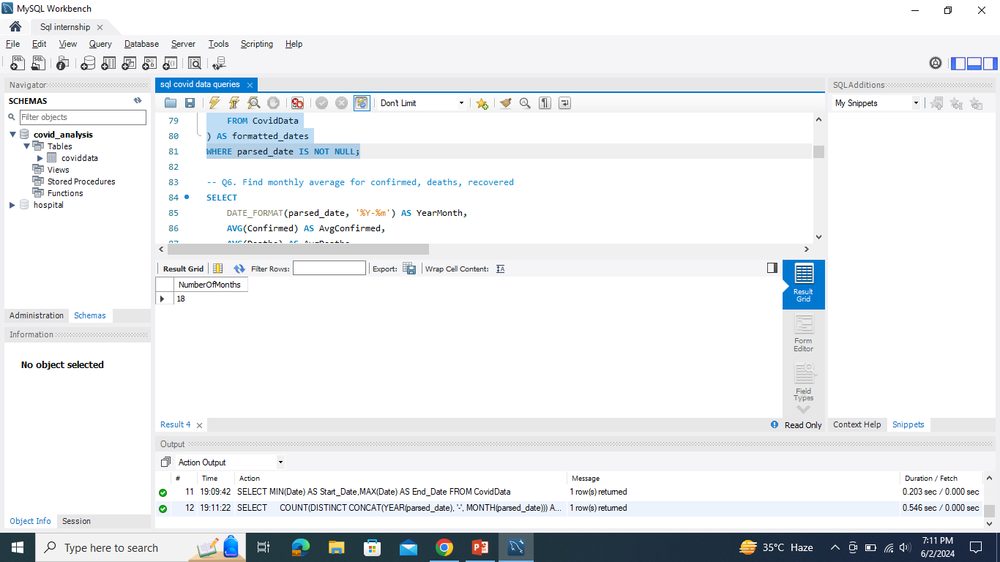 MySQL Workbench
Sql internship
File Edit View Query Database Server Tools Scripting Help
Navigator
SCHEMAS
Filter objects
covid_analysis
Tables
coviddata
Views
Stored Procedures
Functions
hospital
Administration Schemas
Information
No object selected
Object Info Session
sql covid data queries
Don't Limit
79 FROM CovidData
80 ) AS formatted_dates
81 WHERE parsed_date IS NOT NULL;
82
83 -- Q6. Find monthly average for confirmed, deaths, recovered
84 SELECT
85 DATE_FORMAT(parsed_date, '%Y-%m') AS YearMonth,
86 AVG(Confirmed) AS AvgConfirmed,
87 AVG(Deaths) AS AvgDeaths
Result Grid Filter Rows: Export: Wrap Cell Content:
NumberOfMonths
18
Result Grid
Form Editor
Field Types
Result 4
Read Only
SQLAdditions
My Snippets
Context Help Snippets
Output
Action Output
# Time Action Message Duration / Fetch
11 19:09:42 SELECT MIN(Date) AS Start_Date,MAX(Date) AS End_Date FROM CovidData 1 row(s) returned 0.203 sec / 0.000 sec
12 19:11:22 SELECT COUNT(DISTINCT CONCAT(YEAR(parsed_date), '-', MONTH(parsed_date))) A... 1 row(s) returned 0.546 sec / 0.000 sec
Type here to search
35°C Haze
7:11 PM
6/2/2024